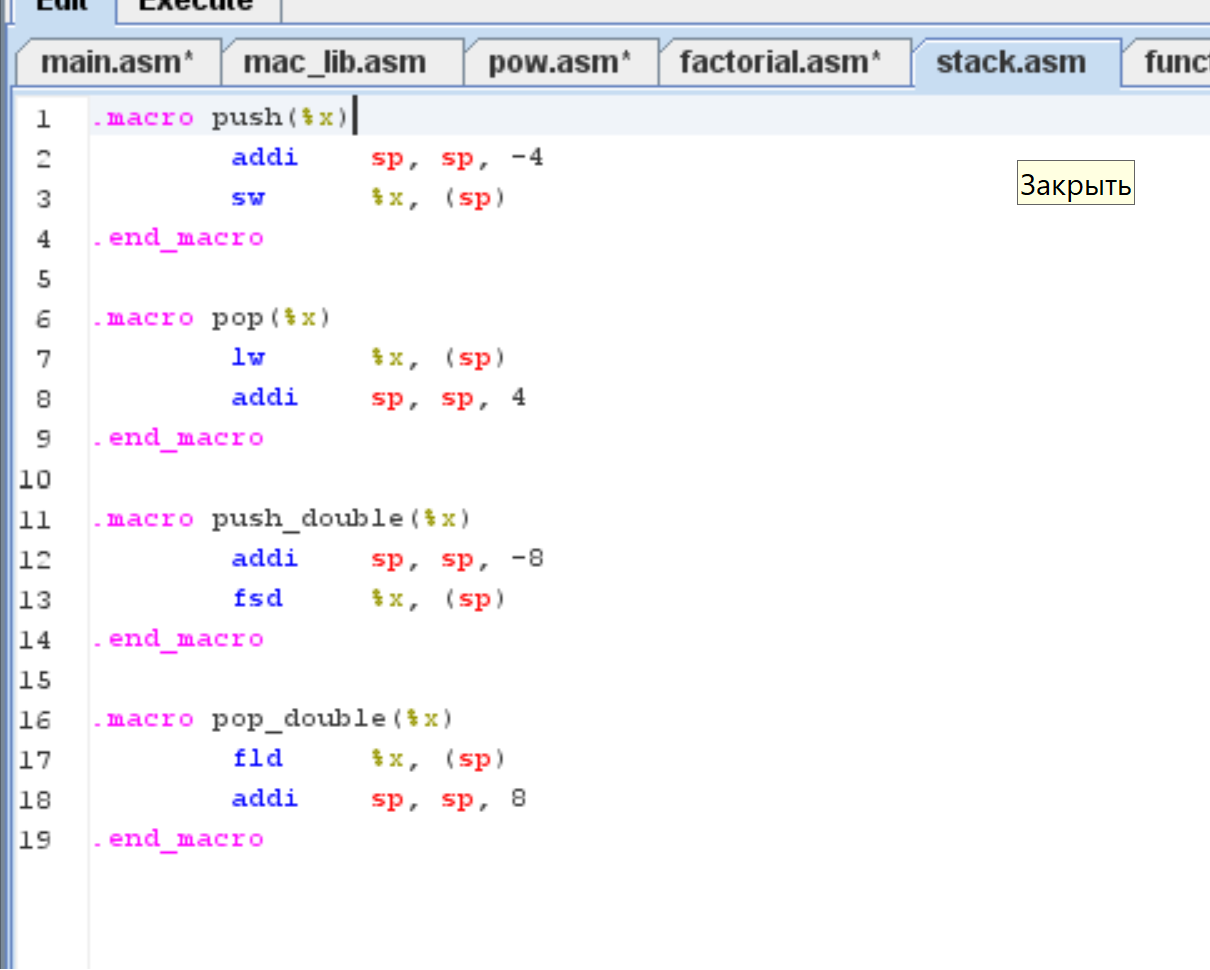 Edit Execute
main.asm* mac_lib.asm pow.asm* factorial.asm* stack.asm
1 .macro push(%x)
2 addi sp, sp, -4
Закрыть
3 sw %x, (sp)
4 .end_macro
5
6 .macro pop(%x)
7 lw %x, (sp)
8 addi sp, sp, 4
9 .end_macro
10
11 .macro push_double(%x)
12 addi sp, sp, -8
13 fsd %x, (sp)
14 .end_macro
15
16 .macro pop_double(%x)
17 fld %x, (sp)
18 addi sp, sp, 8
19 .end_macro